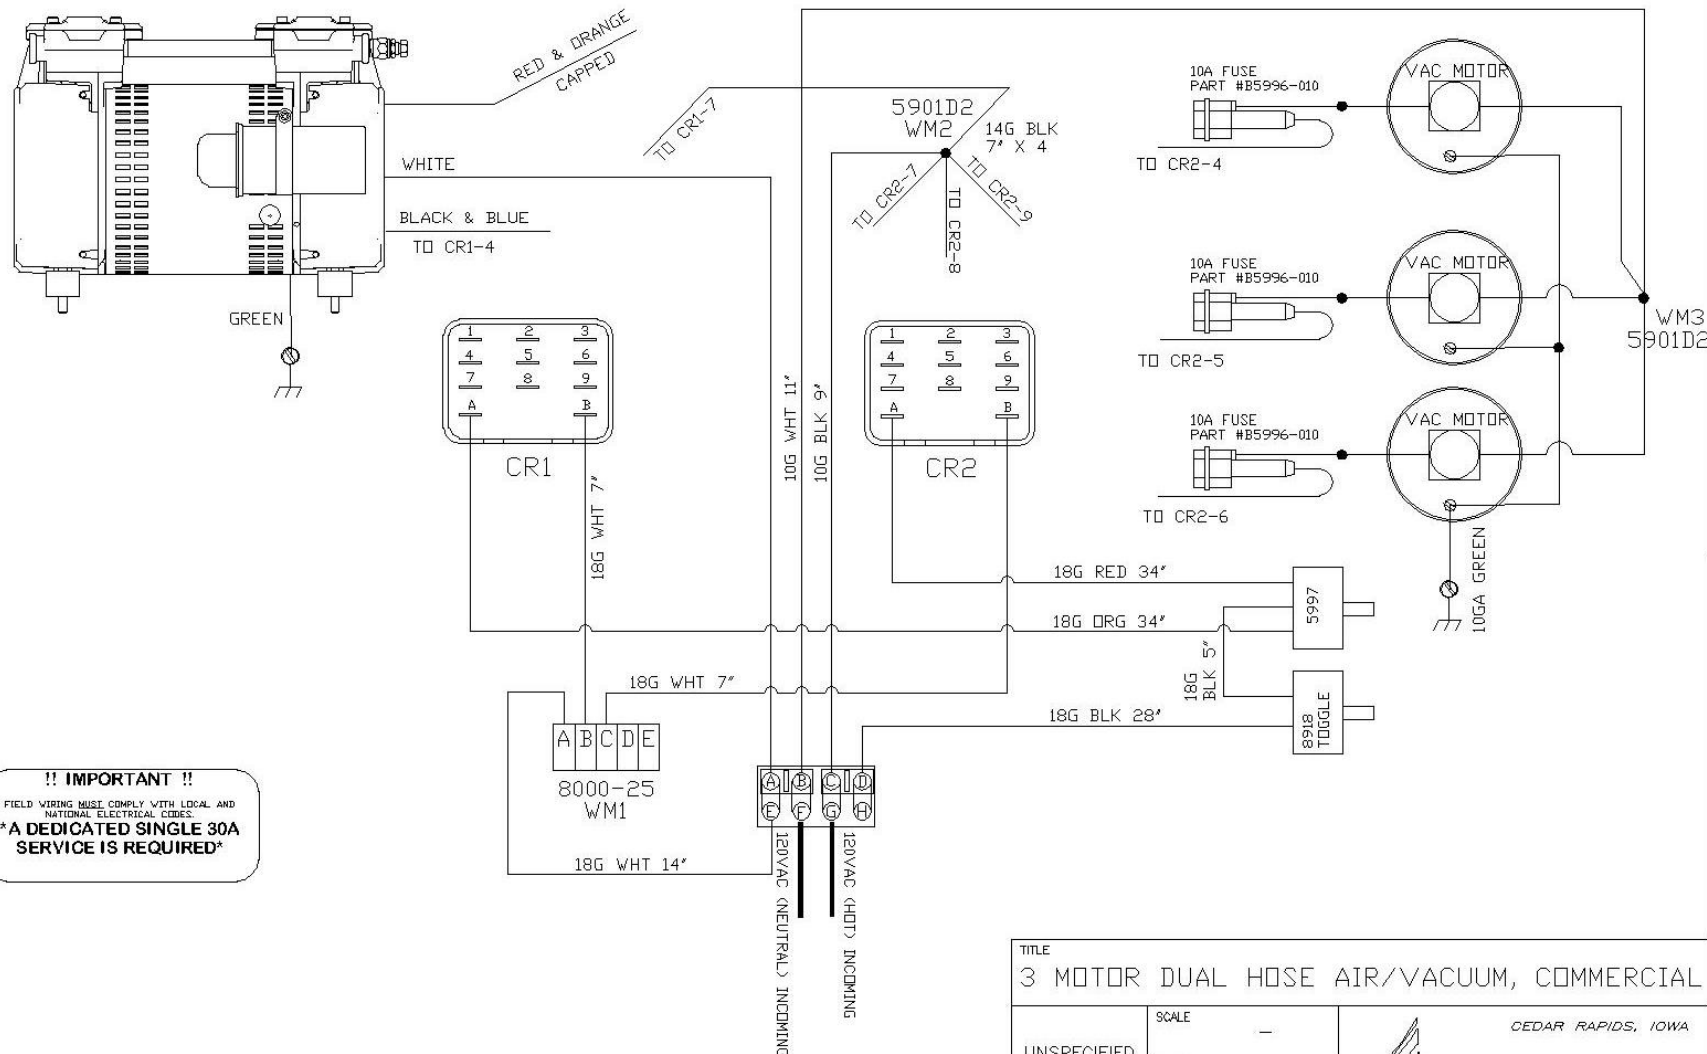 RED & ORANGE
CAPPED
WHITE
BLACK & BLUE
TO CR1-4
GREEN
TO CR1-7
5901D2
WM2
14G BLK
7" X 4
TO CR2-7
TO CR2-8
TO CR2-9
10A FUSE
PART #B5996-010
TO CR2-4
VAC MOTOR
10A FUSE
PART #B5996-010
TO CR2-5
VAC MOTOR
WM3
5901D2
10A FUSE
PART #B5996-010
TO CR2-6
VAC MOTOR
10GA GREEN
1 2 3
4 5 6
7 8 9
A B
CR1
1 2 3
4 5 6
7 8 9
A B
CR2
10G WHT 11"
10G BLK 9"
18G WHT 7"
18G RED 34"
18G ORG 34"
5997
18G
BLK 5"
18G WHT 7"
18G BLK 28"
8918
TOGGLE
A B C D E
8000-25
WM1
A B C D
E F G H
18G WHT 14"
120VAC (NEUTRAL) INCOMING
120VAC (HOT) INCOMING
!! IMPORTANT !!
FIELD WIRING MUST COMPLY WITH LOCAL AND
NATIONAL ELECTRICAL CODES.
*A DEDICATED SINGLE 30A
SERVICE IS REQUIRED*
TITLE
3 MOTOR DUAL HOSE AIR/VACUUM, COMMERCIAL
SCALE
—
CEDAR RAPIDS, IOWA
UNSPECIFIED